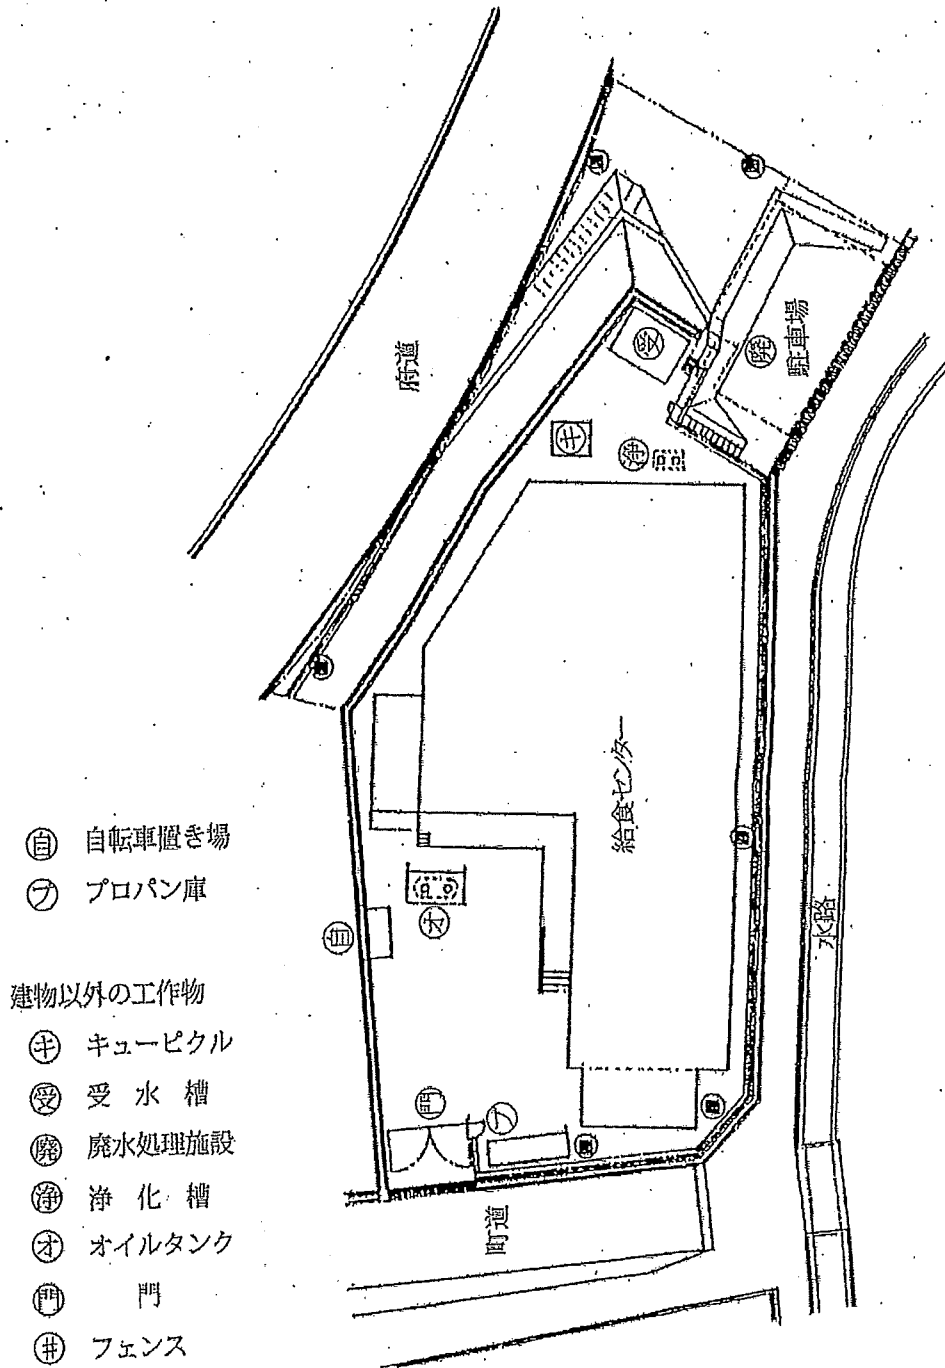 府道
受
廃
駐車場
キ
浄
給食センター
水路
自
オ
門
プ
町道
自 自転車置き場
プ プロパン庫
建物以外の工作物
キ キュービクル
受 受水槽
廃 廃水処理施設
浄 浄化槽
オ オイルタンク
門 門
井 フェンス